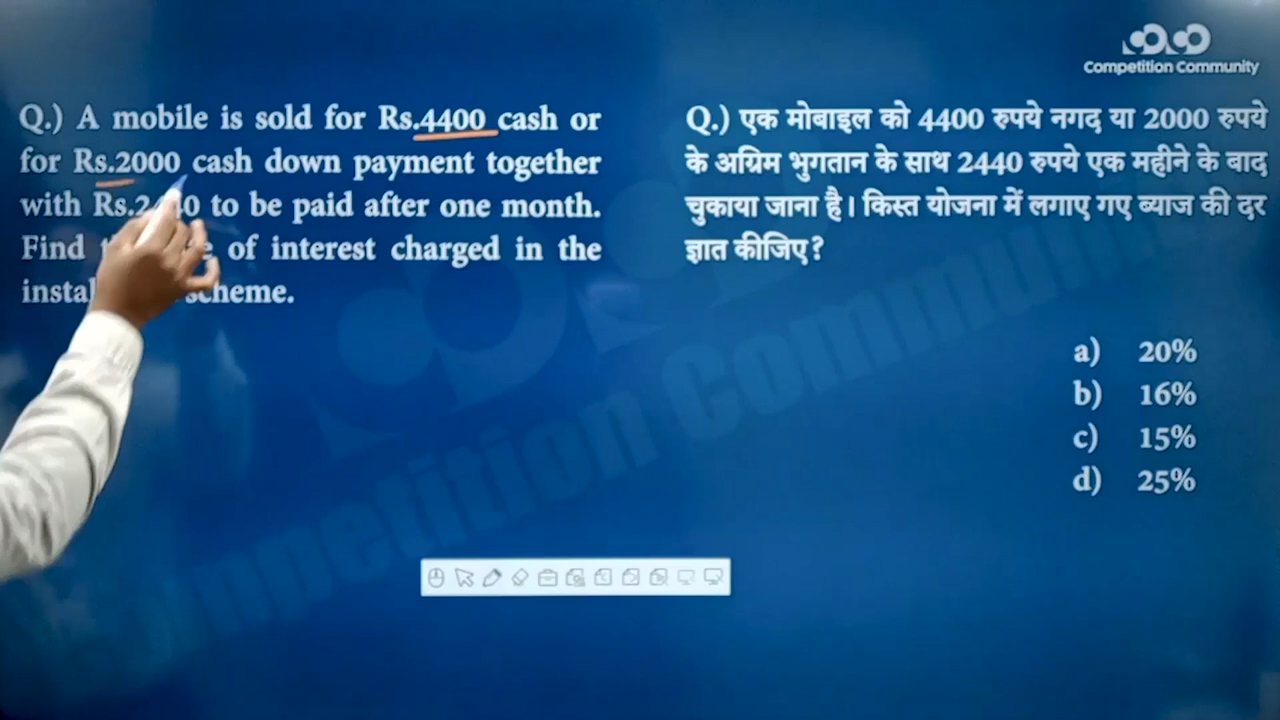 Competition Community
Q.) A mobile is sold for Rs.4400 cash or
for Rs.2000 cash down payment together
with to be paid after one month.
Find of interest charged in the
scheme.
Q.) एक मोबाइल को 4400 रुपये नगद या 2000 रुपये
के अग्रिम भुगतान के साथ 2440 रुपये एक महीने के बाद
चुकाया जाना है। किस्त योजना में लगाए गए ब्याज की दर
ज्ञात कीजिए?
a) 20%
b) 16%
c) 15%
d) 25%
Competition Community